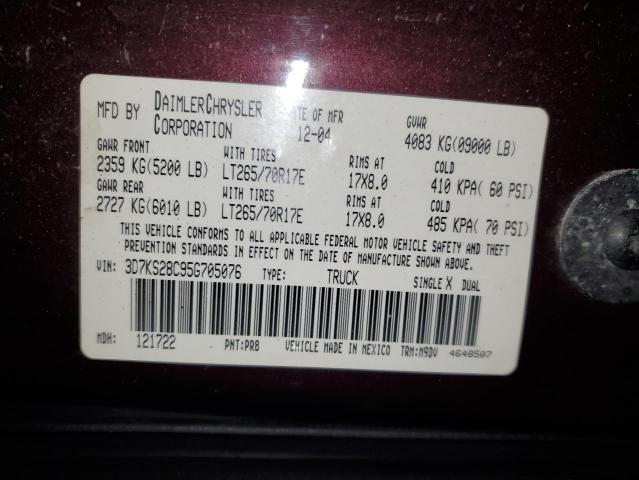 MFD BY DAIMLERCHRYSLER CORPORATION
ATE OF MFR 12-04
GVWR 4083 KG(09000 LB)
GAWR FRONT WITH TIRES RIMS AT COLD
2359 KG(5200 LB) LT265/70R17E 17X8.0 410 KPA( 60 PSI)
GAWR REAR WITH TIRES RIMS AT COLD
2727 KG(6010 LB) LT265/70R17E 17X8.0 485 KPA( 70 PSI)
THIS VEHICLE CONFORMS TO ALL APPLICABLE FEDERAL MOTOR VEHICLE SAFETY AND THEFT
PREVENTION STANDARDS IN EFFECT ON THE DATE OF MANUFACTURE SHOWN ABOVE.
VIN: 3D7KS28C95G705076 TYPE: TRUCK SINGLE X DUAL
MDH: 121722 PNT:PR8 VEHICLE MADE IN MEXICO TRM:M9DV 4648507